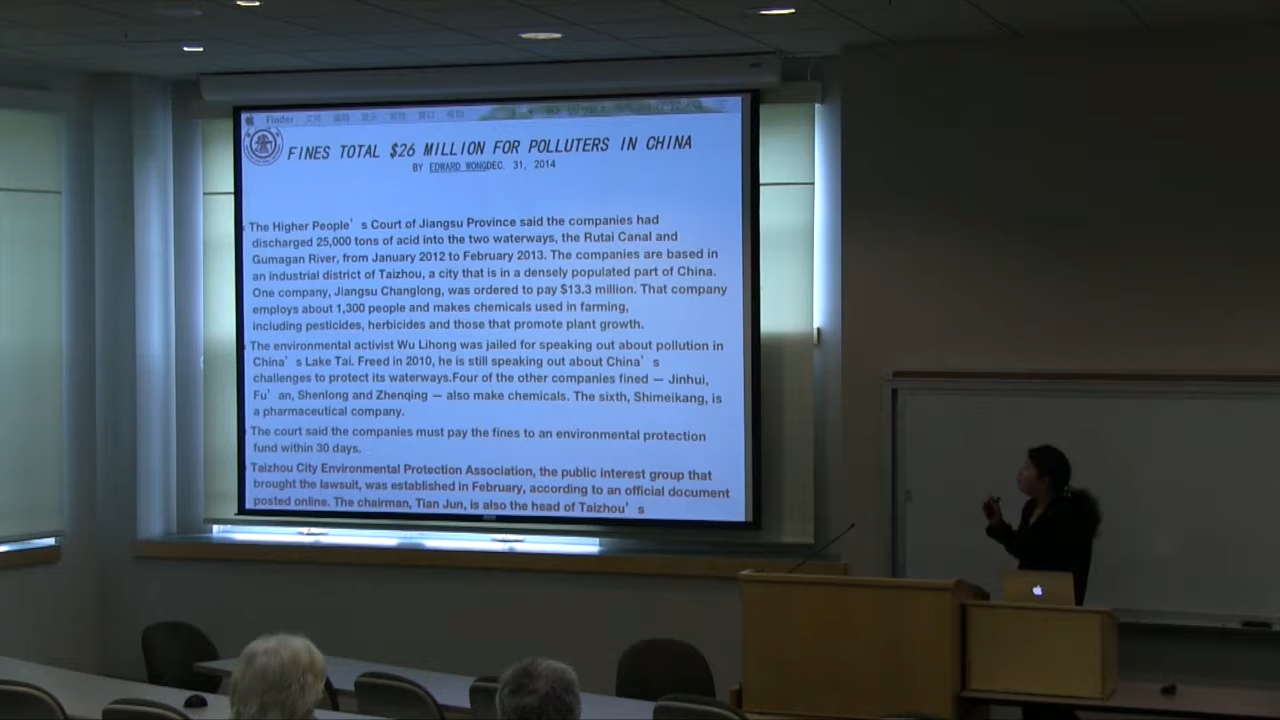 Finder
FINES TOTAL $26 MILLION FOR POLLUTERS IN CHINA
BY EDWARD WONGDEC. 31, 2014
The Higher People's Court of Jiangsu Province said the companies had
discharged 25,000 tons of acid into the two waterways, the Rutai Canal and
Gumagan River, from January 2012 to February 2013. The companies are based in
an industrial district of Taizhou, a city that is in a densely populated part of China.
One company, Jiangsu Changlong, was ordered to pay $13.3 million. That company
employs about 1,300 people and makes chemicals used in farming,
including pesticides, herbicides and those that promote plant growth.
The environmental activist Wu Lihong was jailed for speaking out about pollution in
China's Lake Tai. Freed in 2010, he is still speaking out about China's
challenges to protect its waterways.Four of the other companies fined — Jinhui,
Fu'an, Shenlong and Zhenqing — also make chemicals. The sixth, Shimeikang, is
a pharmaceutical company.
The court said the companies must pay the fines to an environmental protection
fund within 30 days.
Taizhou City Environmental Protection Association, the public interest group that
brought the lawsuit, was established in February, according to an official document
posted online. The chairman, Tian Jun, is also the head of Taizhou's